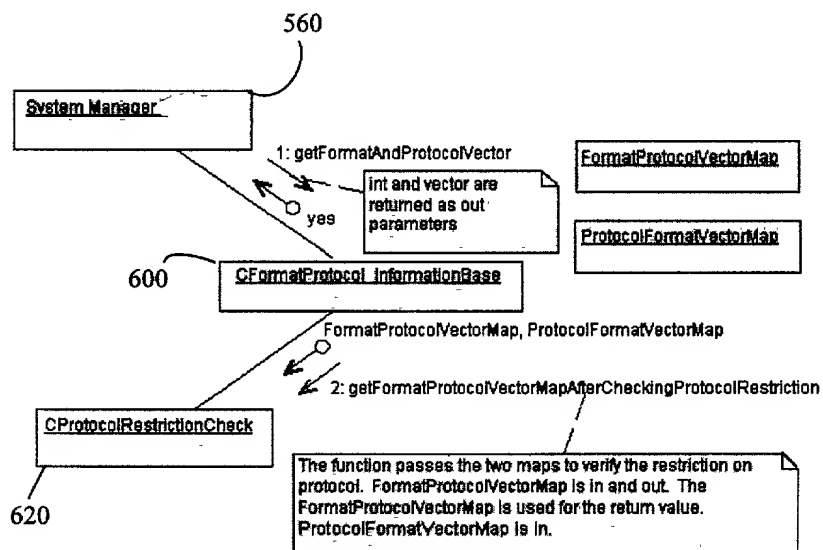 560
System Manager
1: getFormatAndProtocolVector
FormatProtocolVectorMap
int and vector are
returned as out
parameters
yes
ProtocolFormatVectorMap
600
CFormatProtocol_InformationBase
FormatProtocolVectorMap, ProtocolFormatVectorMap
2: getFormatProtocolVectorMapAfterCheckingProtocolRestriction
CProtocolRestrictionCheck
The function passes the two maps to verify the restriction on
protocol. FormatProtocolVectorMap is in and out. The
FormatProtocolVectorMap is used for the return value.
ProtocolFormatVectorMap is in.
620